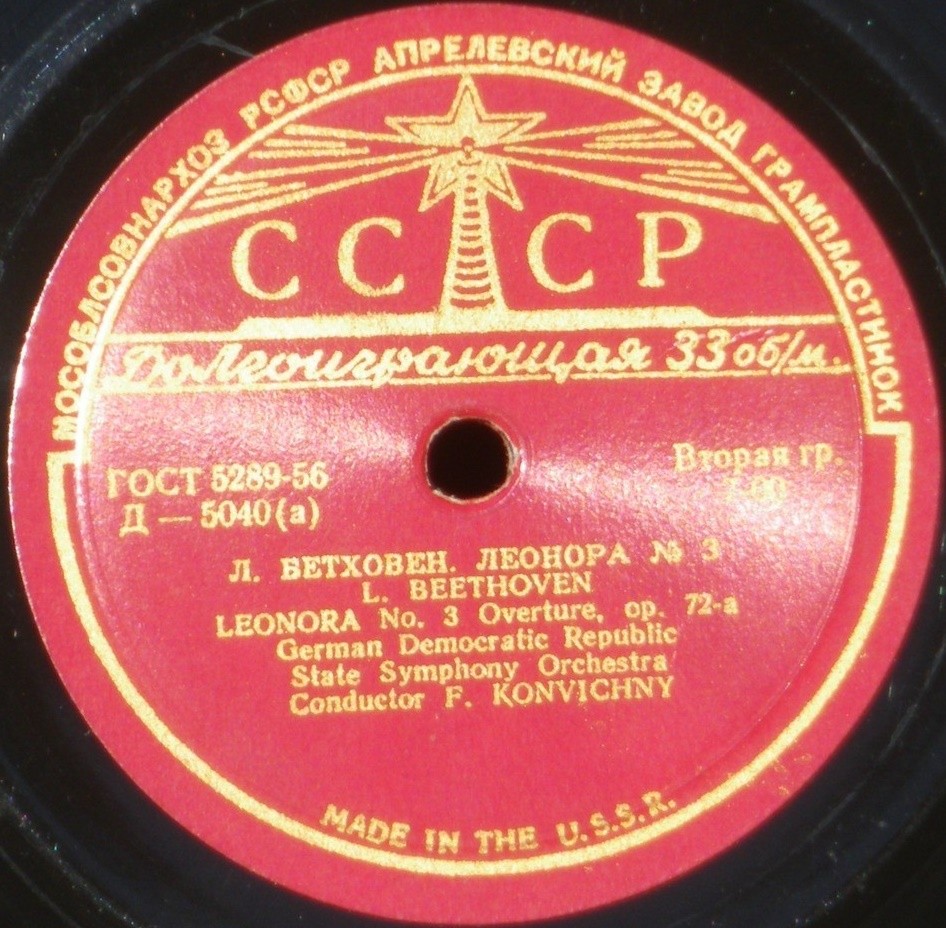 МОСОБЛСОВНАРХОЗ РСФСР АПРЕЛЕВСКИЙ ЗАВОД ГРАМПЛАСТИНОК
СССР
Долгоиграющая 33 об/м.
ГОСТ 5289-56
Д — 5040(а)
Вторая гр.
Л. БЕТХОВЕН. ЛЕОНОРА № 3
L. BEETHOVEN
LEONORA No. 3 Overture, op. 72-a
German Democratic Republic
State Symphony Orchestra
Conductor F. KONVICHNY
MADE IN THE U.S.S.R.